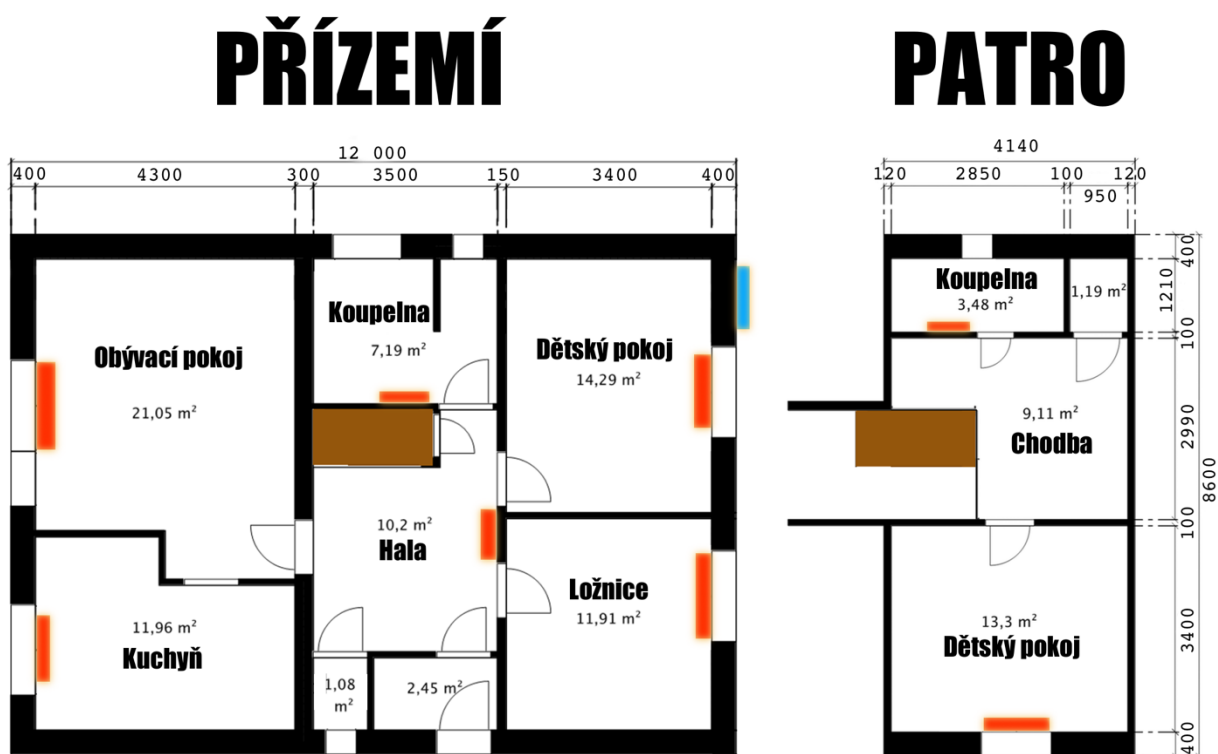 PŘÍZEMÍ
PATRO
12 000
400 4300 300 3500 150 3400 400
Obývací pokoj
21,05 m²
Koupelna
7,19 m²
Dětský pokoj
14,29 m²
10,2 m²
Hala
Ložnice
11,91 m²
11,96 m²
Kuchyň
1,08
m²
2,45 m²
4140
120 2850 100 120
950
Koupelna
3,48 m²
1,19 m²
9,11 m²
Chodba
13,3 m²
Dětský pokoj
400
1210
100
2990
8600
100
3400
400